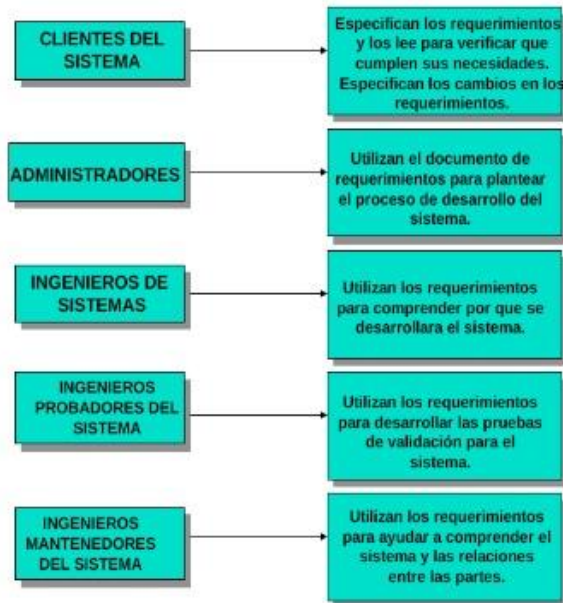 CLIENTES DEL
SISTEMA
Especifican los requerimientos
y los lee para verificar que
cumplen sus necesidades.
Especifican los cambios en los
requerimientos.
ADMINISTRADORES
Utilizan el documento de
requerimientos para plantear
el proceso de desarrollo del
sistema.
INGENIEROS DE
SISTEMAS
Utilizan los requerimientos
para comprender por que se
desarrollara el sistema.
INGENIEROS
PROBADORES DEL
SISTEMA
Utilizan los requerimientos
para desarrollar las pruebas
de validación para el
sistema.
INGENIEROS
MANTENEDORES
DEL SISTEMA
Utilizan los requerimientos
para ayudar a comprender el
sistema y las relaciones
entre las partes.